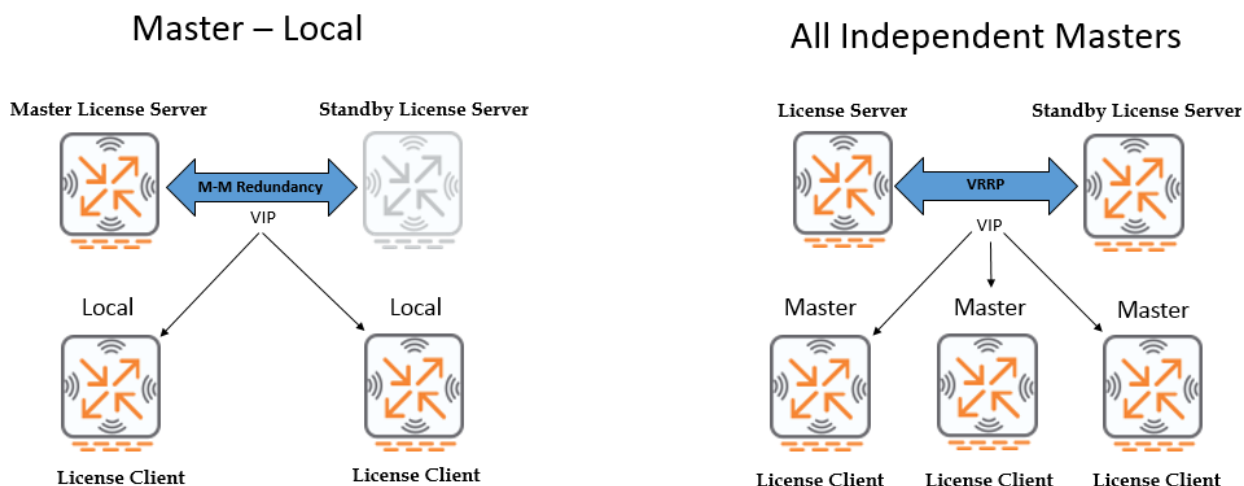 Master – Local
Master License Server
Standby License Server
M-M Redundancy
VIP
Local
Local
License Client
License Client
All Independent Masters
License Server
Standby License Server
VRRP
VIP
Master
Master
Master
License Client
License Client
License Client